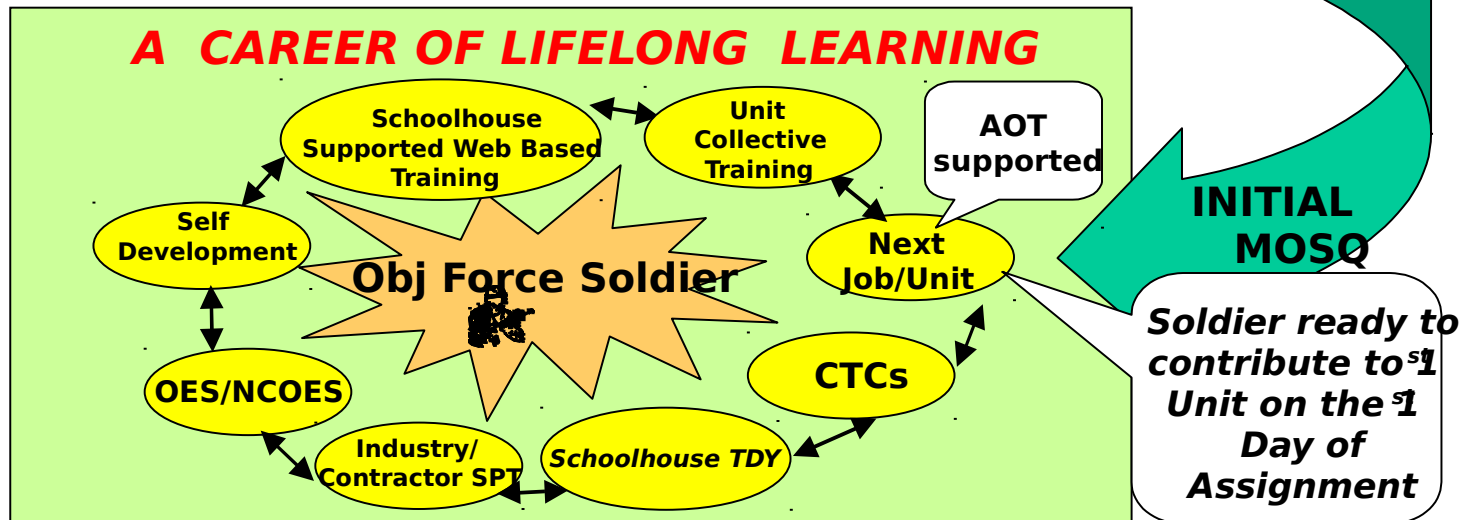 A CAREER OF LIFELONG LEARNING
Schoolhouse
Supported Web Based
Training
Unit
Collective
Training
AOT
supported
INITIAL
MOSQ
Self
Development
Next
Job/Unit
Obj Force Soldier
Soldier ready to
contribute to 1st
Unit on the 1st
Day of
Assignment
OES/NCOES
CTCs
Industry/
Contractor SPT
Schoolhouse TDY